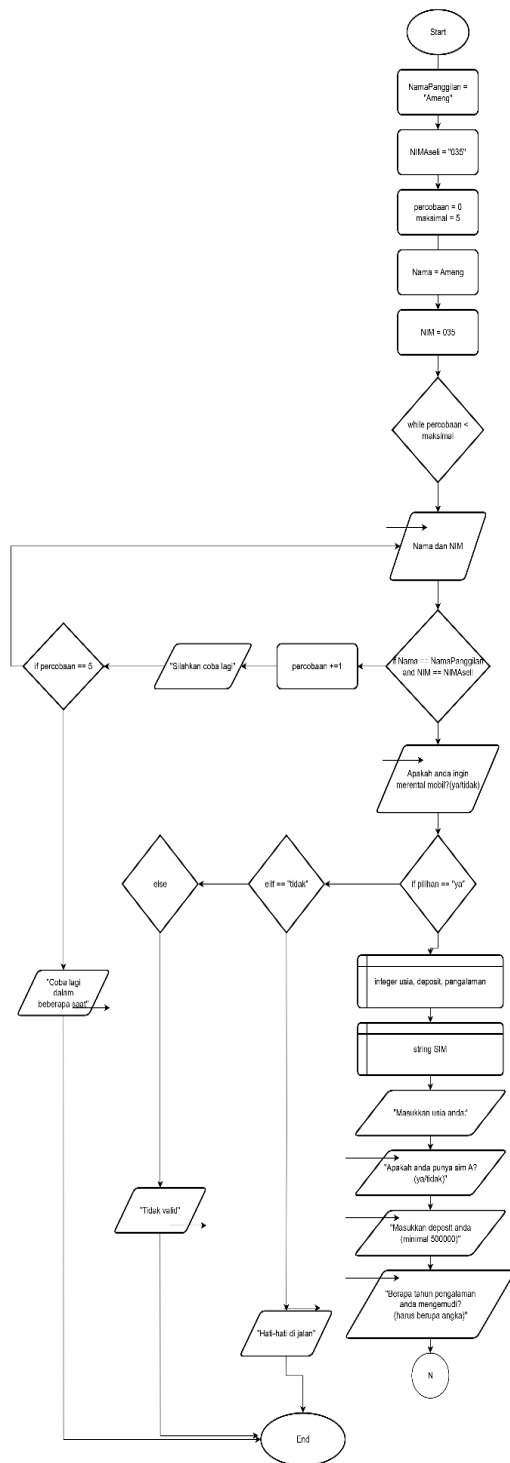 Start
NamaPanggilan =
"Ameng"
NIMAseli = "035"
percobaan = 0
maksimal = 5
Nama = Ameng
NIM = 035
while percobaan <
maksimal
Nama dan NIM
if Nama == NamaPanggilan
and NIM == NIMAseli
percobaan +=1
"Silahkan coba lagi"
if percobaan == 5
Apakah anda ingin
merental mobil?(ya/tidak)
if pilihan == "ya"
elif == "tidak"
else
integer usia, deposit, pengalaman
string SIM
"Masukkan usia anda:"
"Apakah anda punya sim A?
(ya/tidak)"
"Masukkan deposit anda
(minimal 500000)"
"Berapa tahun pengalaman
anda mengemudi?
(harus berupa angka)
N
"Coba lagi
dalam
beberapa saat"
"Tidak valid"
"Hati-hati di jalan"
End